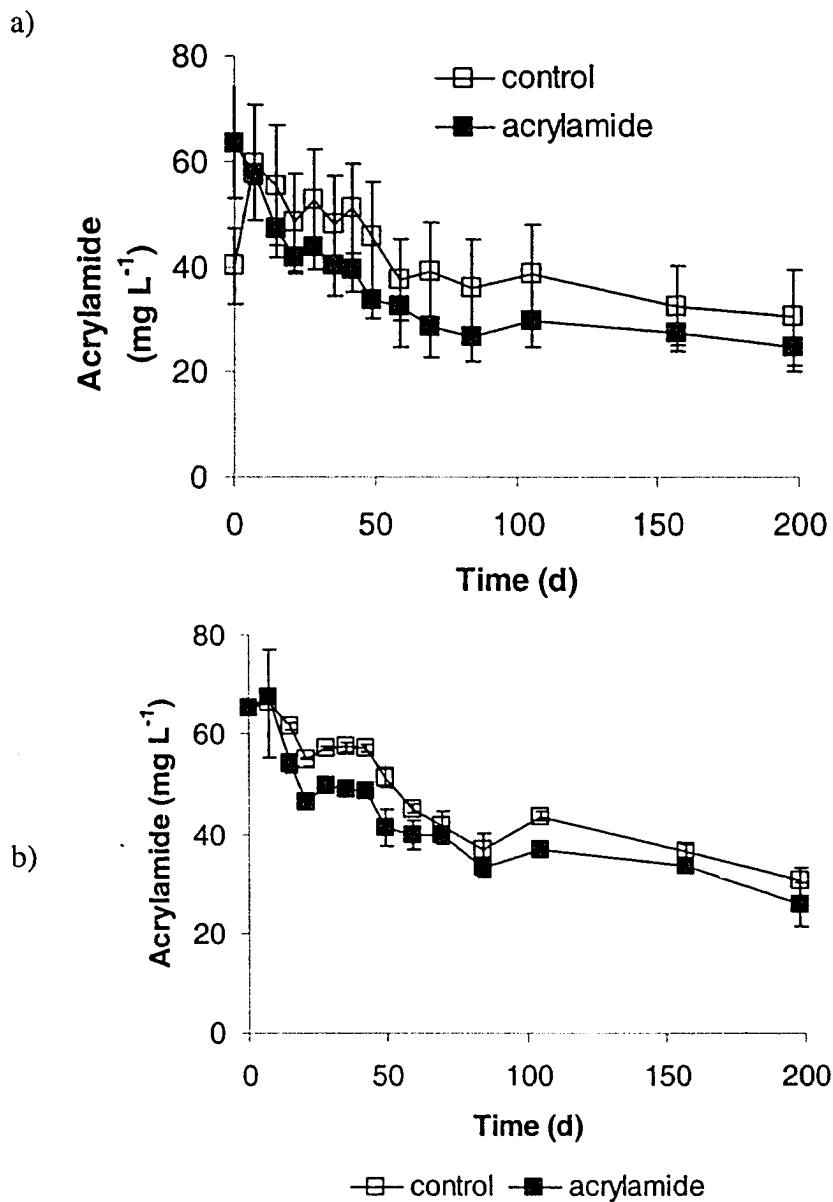 a)
80
60
40
20
0
Acrylamide
(mg L⁻¹)
control
acrylamide
0 50 100 150 200
Time (d)
b)
80
60
40
20
0
Acrylamide (mg L⁻¹)
0 50 100 150 200
Time (d)
control acrylamide